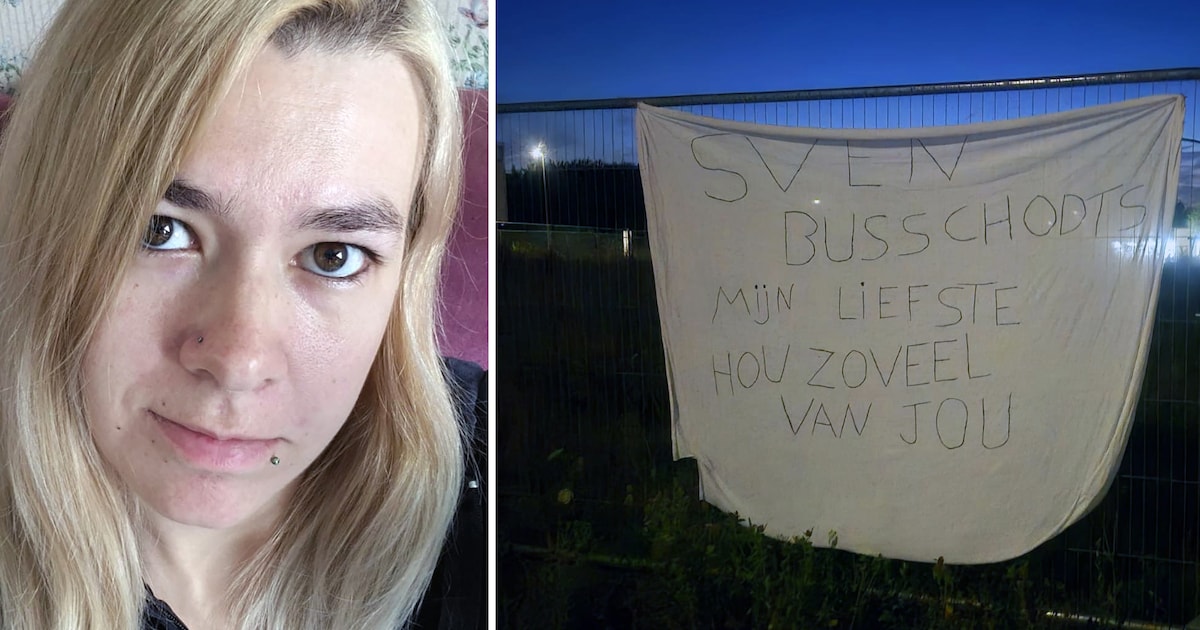 SVEN
BUSSCHODTS
MIJN LIEFSTE
HOU ZOVEEL
VAN JOU